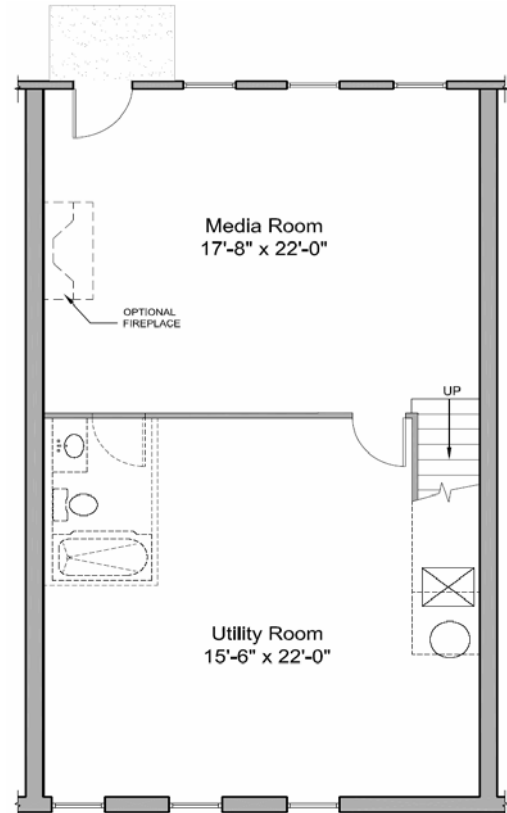 Media Room
17'-8" x 22'-0"
OPTIONAL
FIREPLACE
UP
Utility Room
15'-6" x 22'-0"